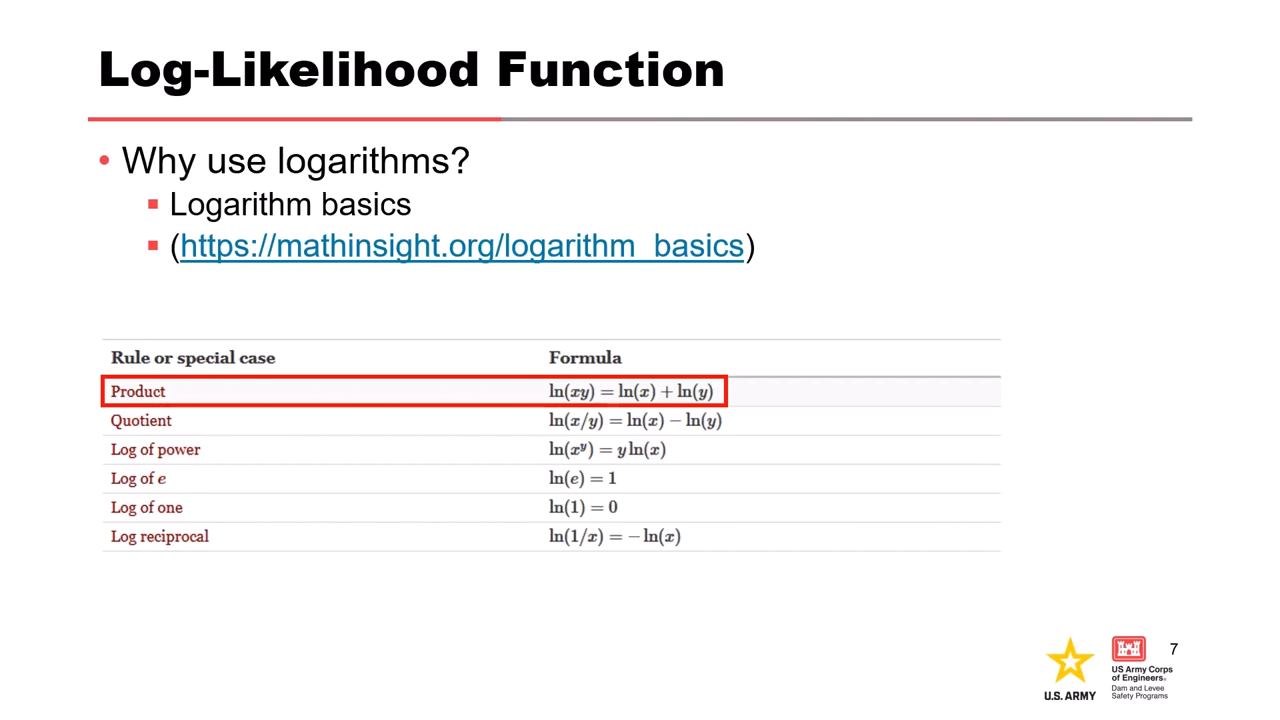 Log-Likelihood Function
• Why use logarithms?
▪ Logarithm basics
▪ (https://mathinsight.org/logarithm_basics)
Rule or special case Formula
Product ln(xy) = ln(x) + ln(y)
Quotient ln(x/y) = ln(x) − ln(y)
Log of power ln(xʸ) = y ln(x)
Log of e ln(e) = 1
Log of one ln(1) = 0
Log reciprocal ln(1/x) = − ln(x)
U.S. ARMY
US Army Corps
of Engineers®
Dam and Levee
Safety Programs
7